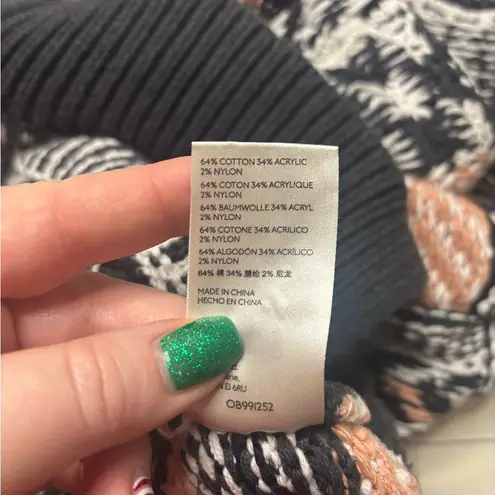 64% COTTON 34% ACRYLIC
2% NYLON
64% COTON 34% ACRYLIQUE
2% NYLON
64% BAUMWOLLE 34% ACRYL
2% NYLON
64% COTONE 34% ACRILICO
2% NYLON
64% ALGODÓN 34% ACRÍLICO
2% NYLON
64% 棉 34% 腈纶 2% 尼龙
MADE IN CHINA
HECHO EN CHINA
E1 6RU
OB991252